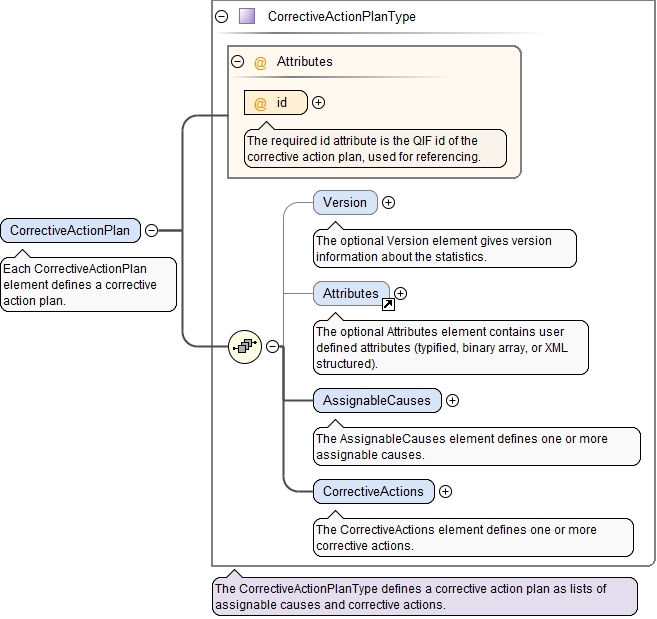 CorrectiveActionPlanType
@ Attributes
@ id
The required id attribute is the QIF id of the
corrective action plan, used for referencing.
CorrectiveActionPlan
Each CorrectiveActionPlan
element defines a corrective
action plan.
Version
The optional Version element gives version
information about the statistics.
Attributes
The optional Attributes element contains user
defined attributes (typified, binary array, or XML
structured).
AssignableCauses
The AssignableCauses element defines one or more
assignable causes.
CorrectiveActions
The CorrectiveActions element defines one or more
corrective actions.
The CorrectiveActionPlanType defines a corrective action plan as lists of
assignable causes and corrective actions.